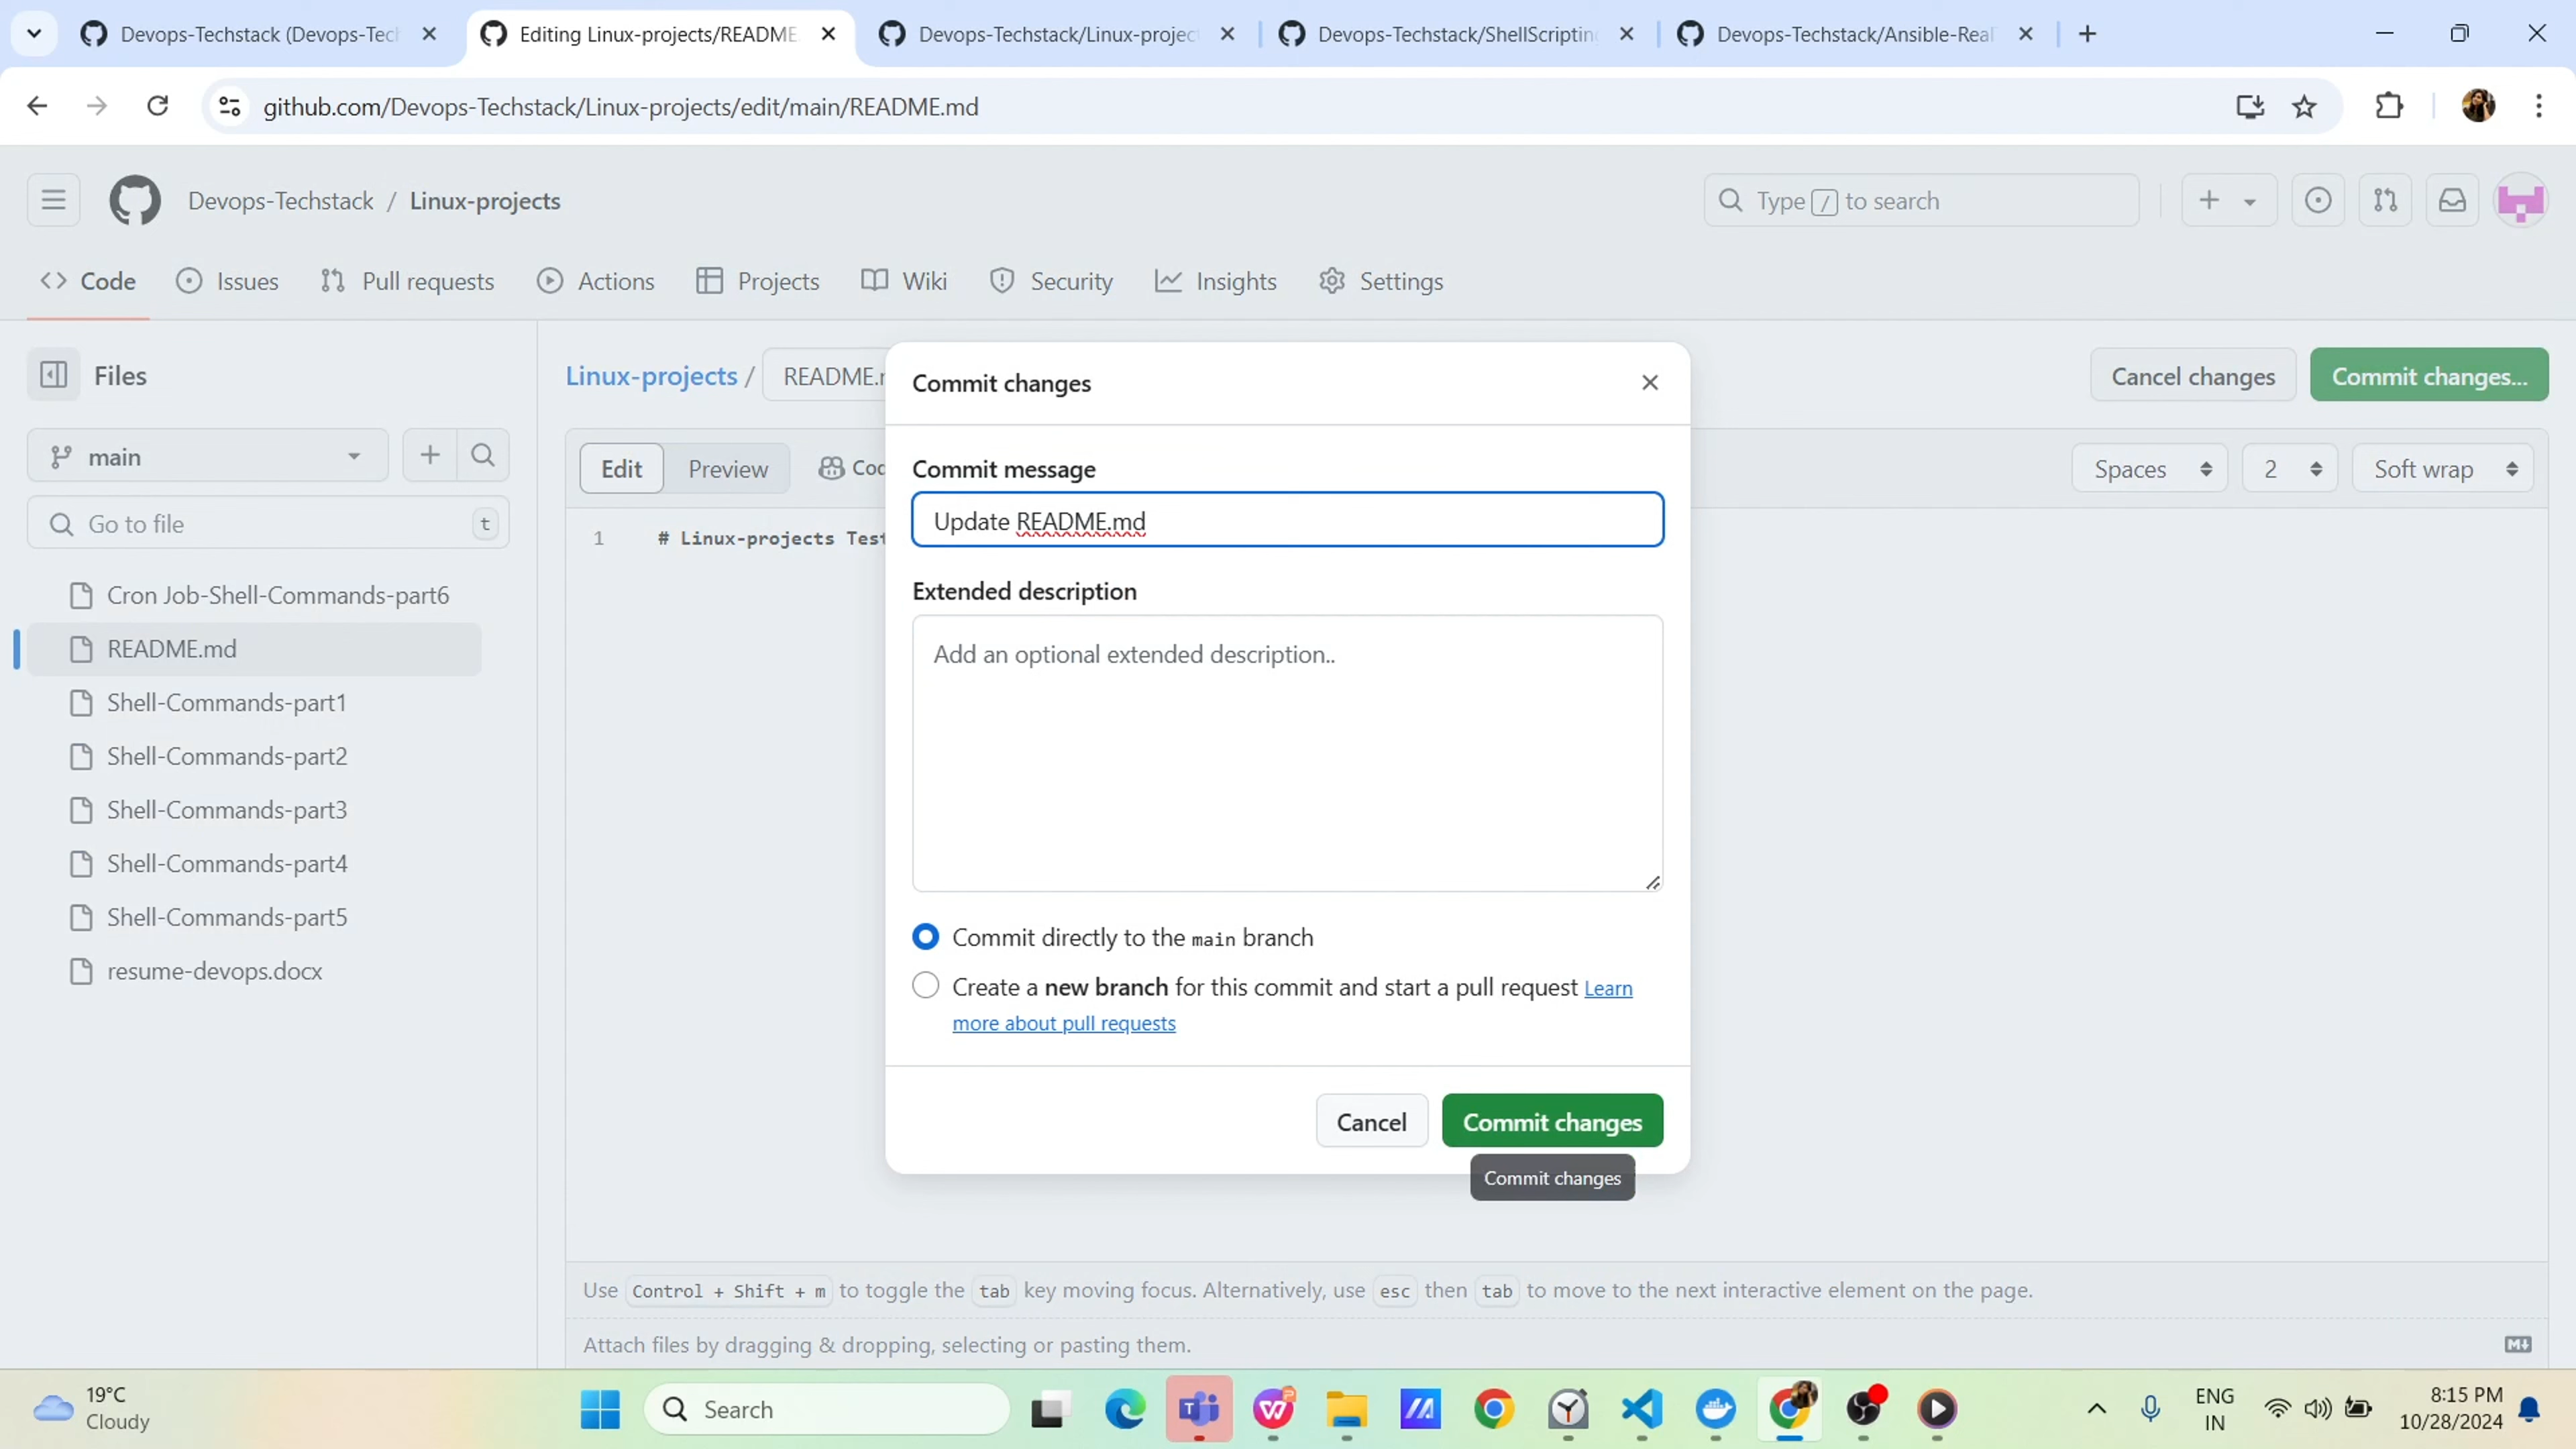 Devops-Techstack (Devops-Tech
Editing Linux-projects/README
Devops-Techstack/Linux-project
Devops-Techstack/ShellScripting
Devops-Techstack/Ansible-Real
github.com/Devops-Techstack/Linux-projects/edit/main/README.md
Devops-Techstack / Linux-projects
Type / to search
Code
Issues
Pull requests
Actions
Projects
Wiki
Security
Insights
Settings
Files
Linux-projects / README.m
Cancel changes
Commit changes...
Commit changes
main
Edit
Preview
Cod
Spaces
2
Soft wrap
Commit message
Update README.md
Go to file
t
1
# Linux-projects Test
Extended description
Add an optional extended description..
Cron Job-Shell-Commands-part6
README.md
Shell-Commands-part1
Shell-Commands-part2
Shell-Commands-part3
Shell-Commands-part4
Shell-Commands-part5
resume-devops.docx
Commit directly to the main branch
Create a new branch for this commit and start a pull request Learn
more about pull requests
Cancel
Commit changes
Commit changes
Use Control + Shift + m to toggle the tab key moving focus. Alternatively, use esc then tab to move to the next interactive element on the page.
Attach files by dragging & dropping, selecting or pasting them.
19°C
Cloudy
Search
ENG
IN
8:15 PM
10/28/2024